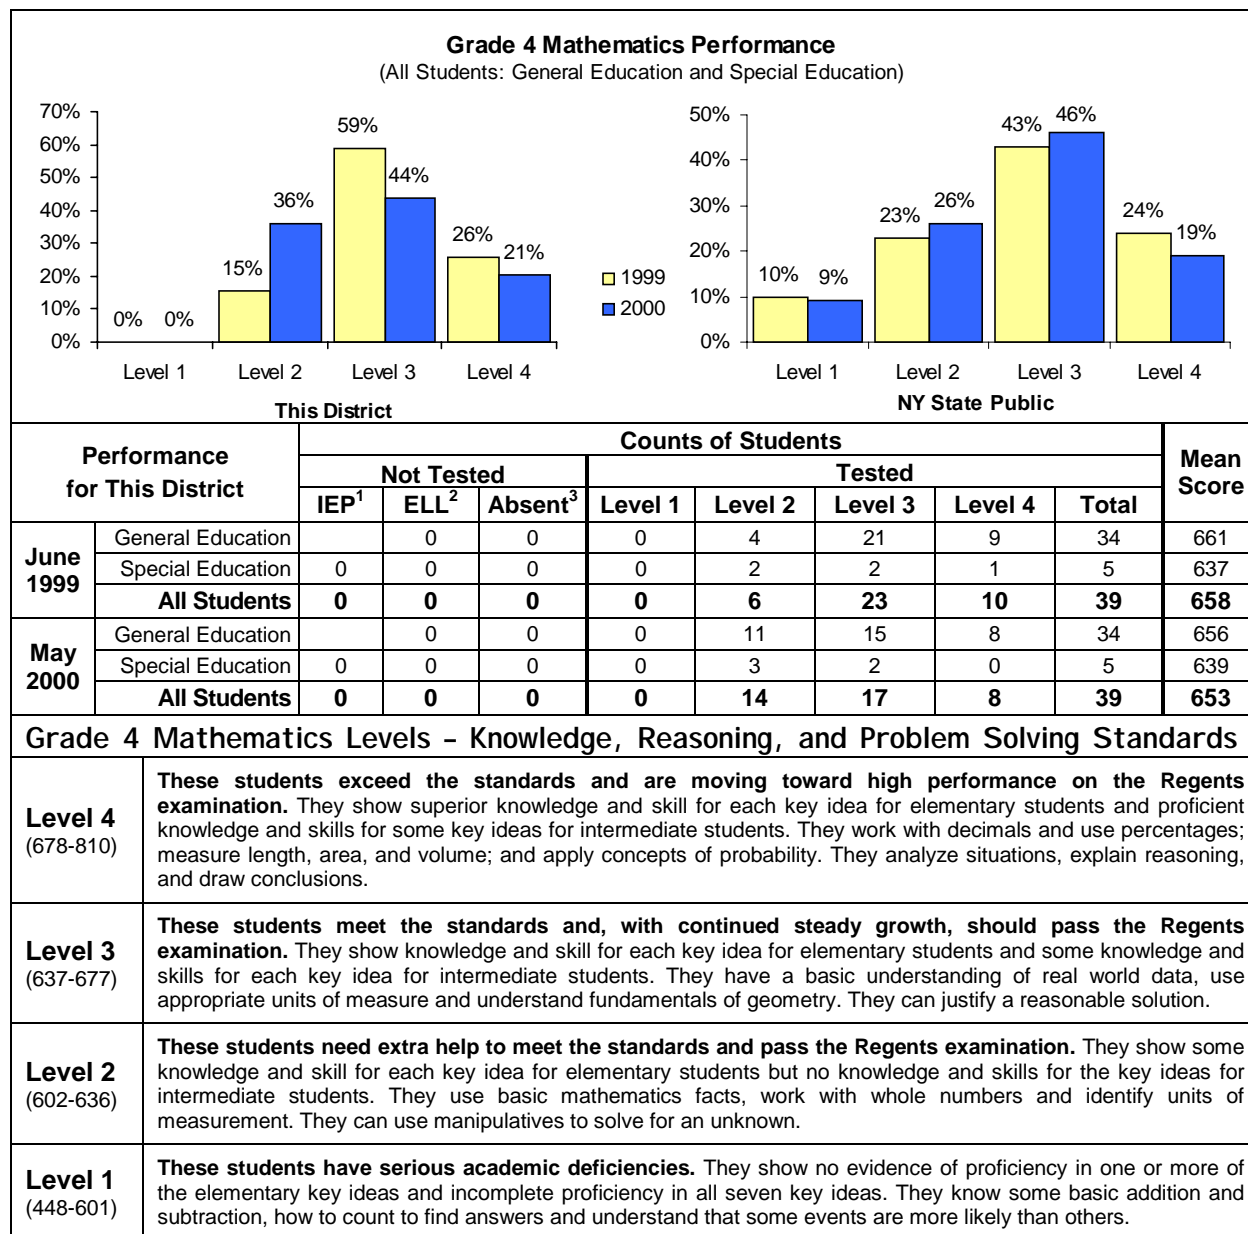 Grade 4 Mathematics Performance
(All Students: General Education and Special Education)
70%
60%
50%
40%
30%
20%
10%
0%
0% 0%
15% 36%
59% 44%
26% 21%
Level 1 Level 2 Level 3 Level 4
This District
1999
2000
50%
40%
30%
20%
10%
0%
10% 9%
23% 26%
43% 46%
24% 19%
Level 1 Level 2 Level 3 Level 4
NY State Public
Performance for This District Counts of Students Mean Score
Not Tested Tested
IEP1 ELL2 Absent3 Level 1 Level 2 Level 3 Level 4 Total
June 1999
General Education 0 0 0 4 21 9 34 661
Special Education 0 0 0 0 2 2 1 5 637
All Students 0 0 0 0 6 23 10 39 658
May 2000
General Education 0 0 0 11 15 8 34 656
Special Education 0 0 0 0 3 2 0 5 639
All Students 0 0 0 0 14 17 8 39 653
Grade 4 Mathematics Levels – Knowledge, Reasoning, and Problem Solving Standards
Level 4
(678-810)
These students exceed the standards and are moving toward high performance on the Regents
examination. They show superior knowledge and skill for each key idea for elementary students and proficient
knowledge and skills for some key ideas for intermediate students. They work with decimals and use percentages;
measure length, area, and volume; and apply concepts of probability. They analyze situations, explain reasoning,
and draw conclusions.
Level 3
(637-677)
These students meet the standards and, with continued steady growth, should pass the Regents
examination. They show knowledge and skill for each key idea for elementary students and some knowledge and
skills for each key idea for intermediate students. They have a basic understanding of real world data, use
appropriate units of measure and understand fundamentals of geometry. They can justify a reasonable solution.
Level 2
(602-636)
These students need extra help to meet the standards and pass the Regents examination. They show some
knowledge and skill for each key idea for elementary students but no knowledge and skills for the key ideas for
intermediate students. They use basic mathematics facts, work with whole numbers and identify units of
measurement. They can use manipulatives to solve for an unknown.
Level 1
(448-601)
These students have serious academic deficiencies. They show no evidence of proficiency in one or more of
the elementary key ideas and incomplete proficiency in all seven key ideas. They know some basic addition and
subtraction, how to count to find answers and understand that some events are more likely than others.